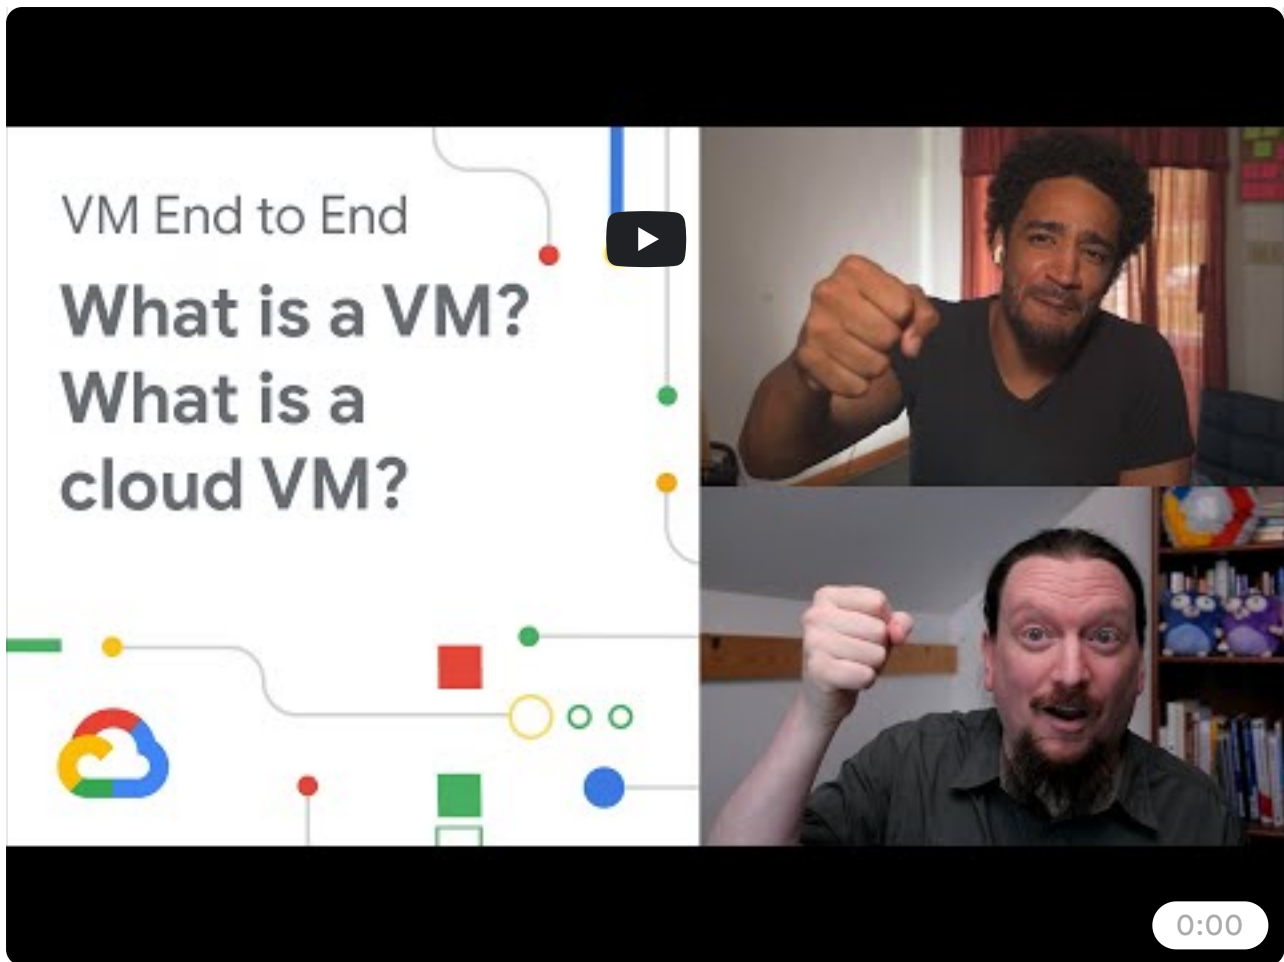 VM End to End
What is a VM?
What is a
cloud VM?
0:00